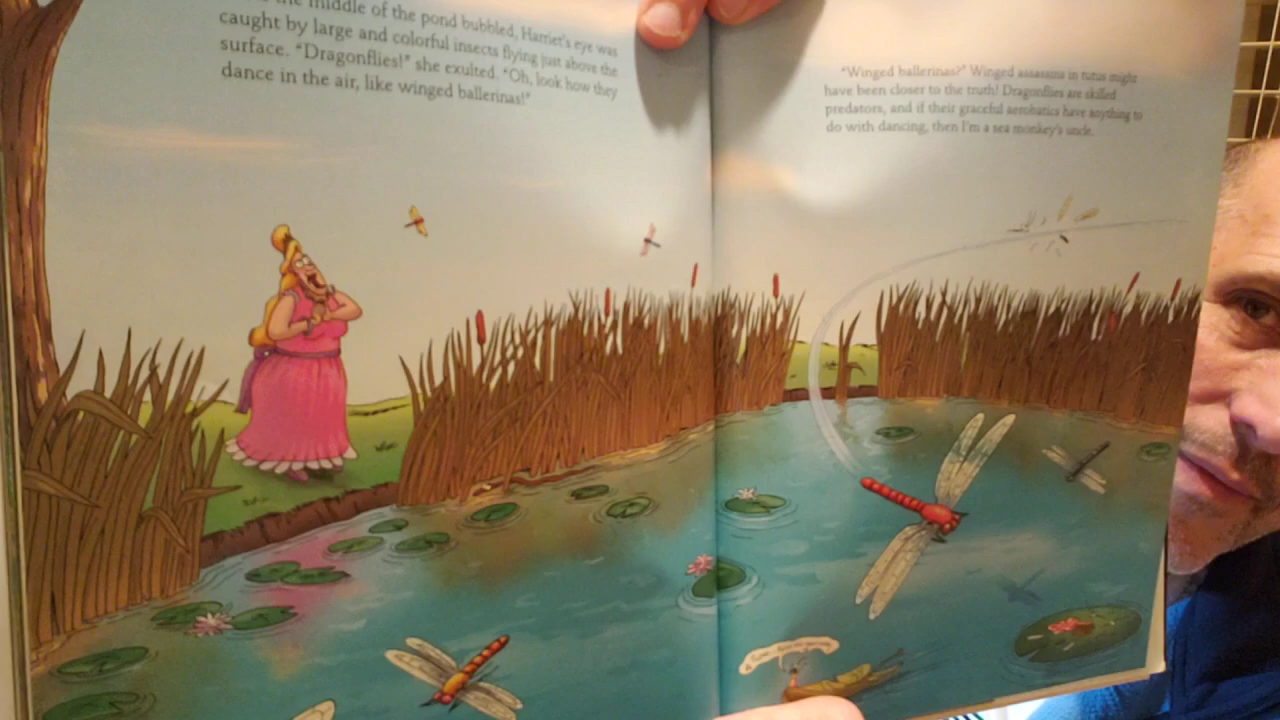 middle of the pond bubbled, Harriet's eye was
caught by large and colorful insects flying just above the
surface. "Dragonflies!" she exulted. "Oh, look how they
dance in the air, like winged ballerinas!"
"Winged ballerinas?" Winged assassins in tutus might
have been closer to the truth! Dragonflies are skilled
predators, and if their graceful aerobatics have anything to
do with dancing, then I'm a sea monkey's uncle.